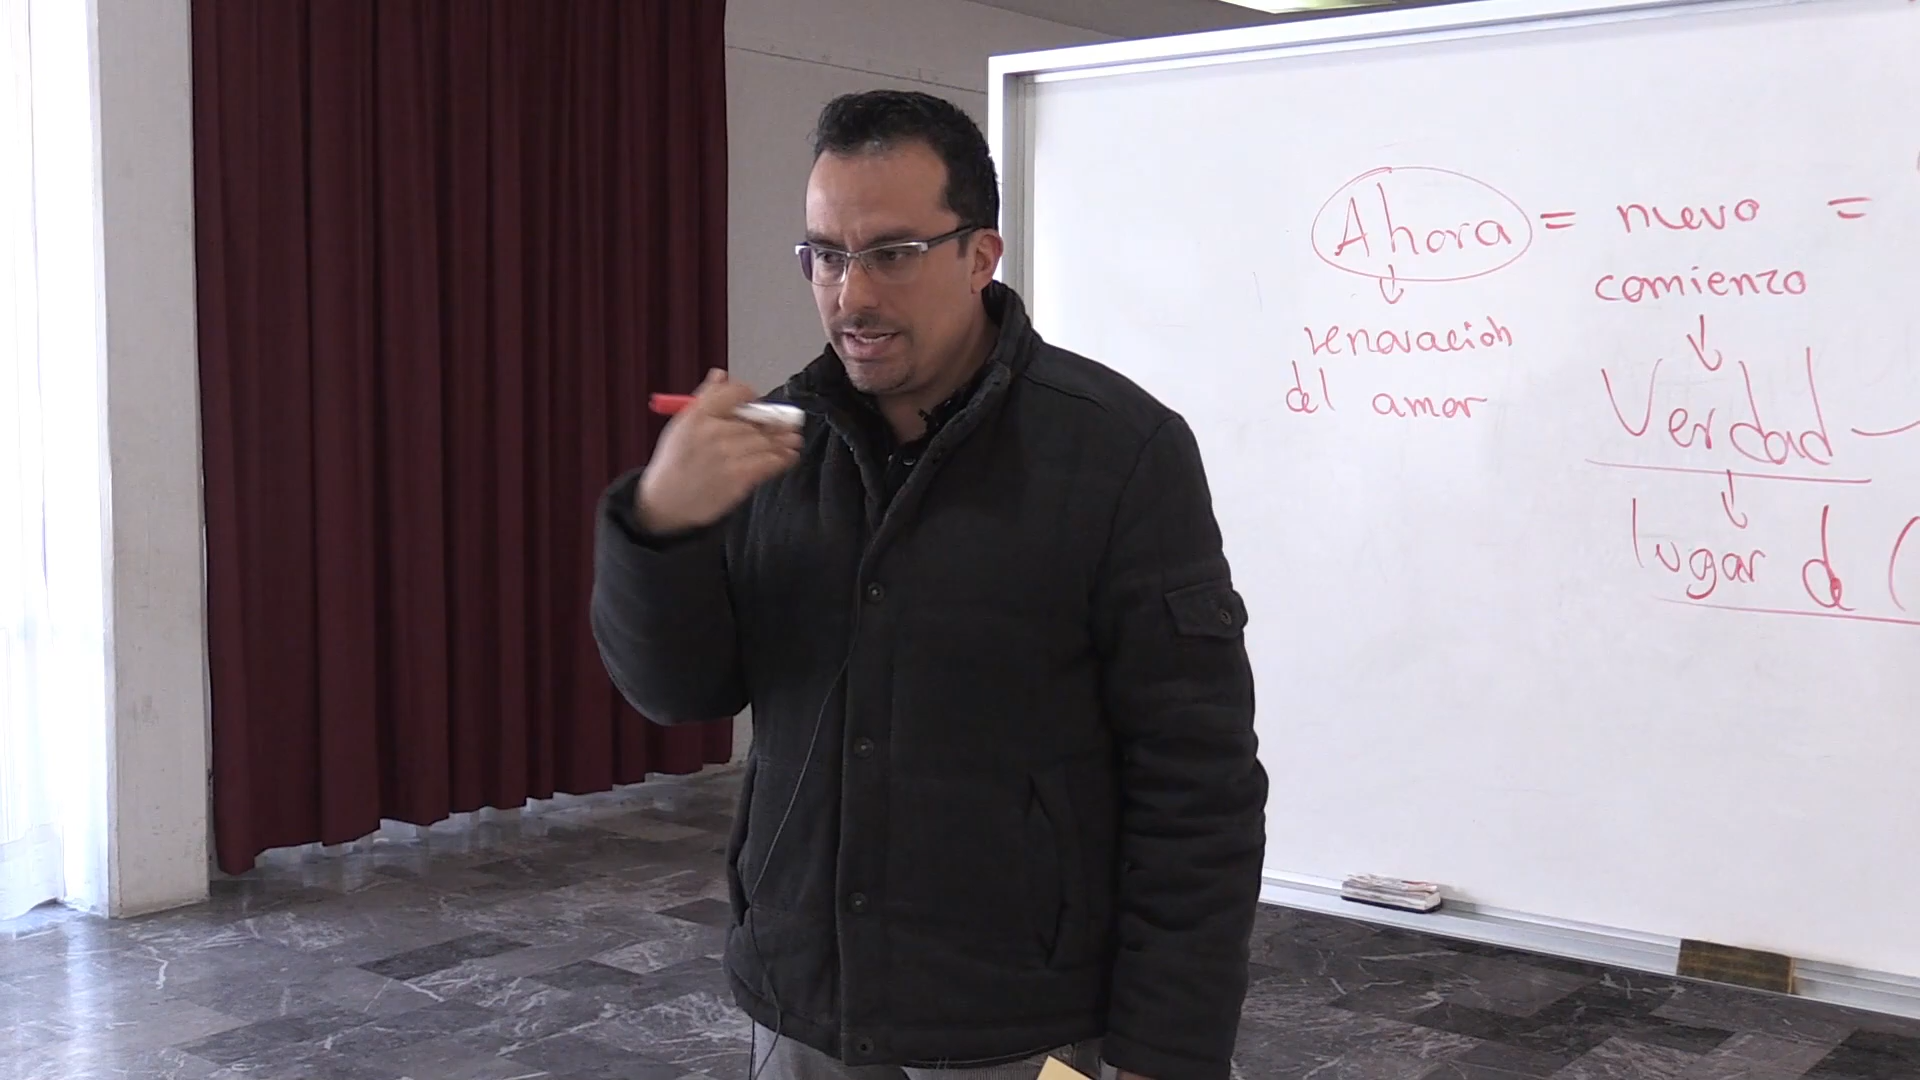 Ahora = nuevo =
comienzo
renovación
del amor
Verdad
lugar de (